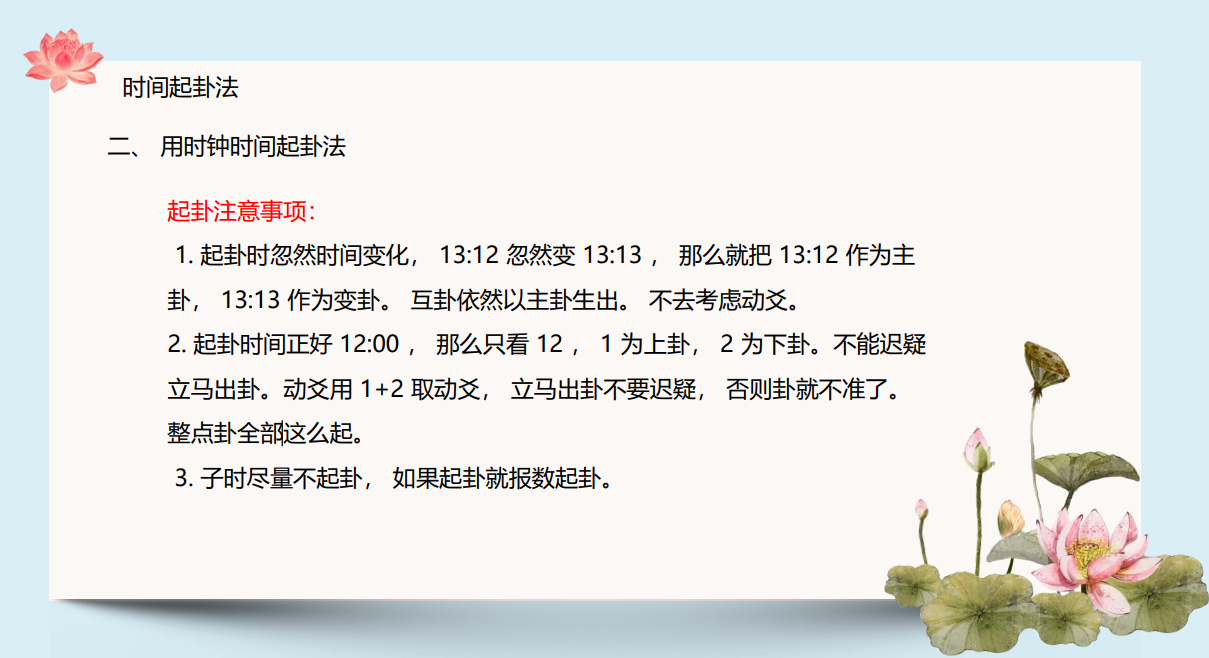 时间起卦法
二、 用时钟时间起卦法
起卦注意事项：
1. 起卦时忽然时间变化， 13:12 忽然变 13:13 ， 那么就把 13:12 作为主
卦， 13:13 作为变卦。 互卦依然以主卦生出。 不去考虑动爻。
2. 起卦时间正好 12:00 ， 那么只看 12 ， 1 为上卦， 2 为下卦。不能迟疑
立马出卦。动爻用 1+2 取动爻， 立马出卦不要迟疑， 否则卦就不准了。
整点卦全部这么起。
3. 子时尽量不起卦， 如果起卦就报数起卦。